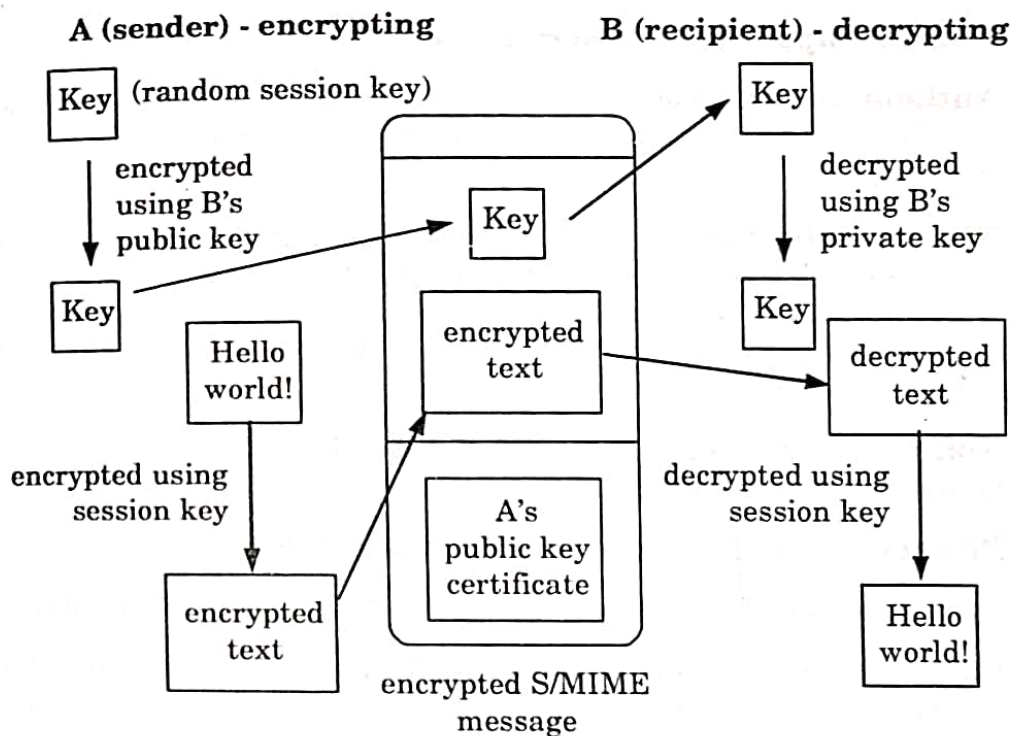 A (sender) - encrypting
B (recipient) - decrypting
Key
(random session key)
encrypted
using B's
public key
Key
Hello
world!
encrypted using
session key
encrypted
text
Key
encrypted
text
A's
public key
certificate
encrypted S/MIME
message
Key
decrypted
using B's
private key
Key
decrypted
text
decrypted using
session key
Hello
world!